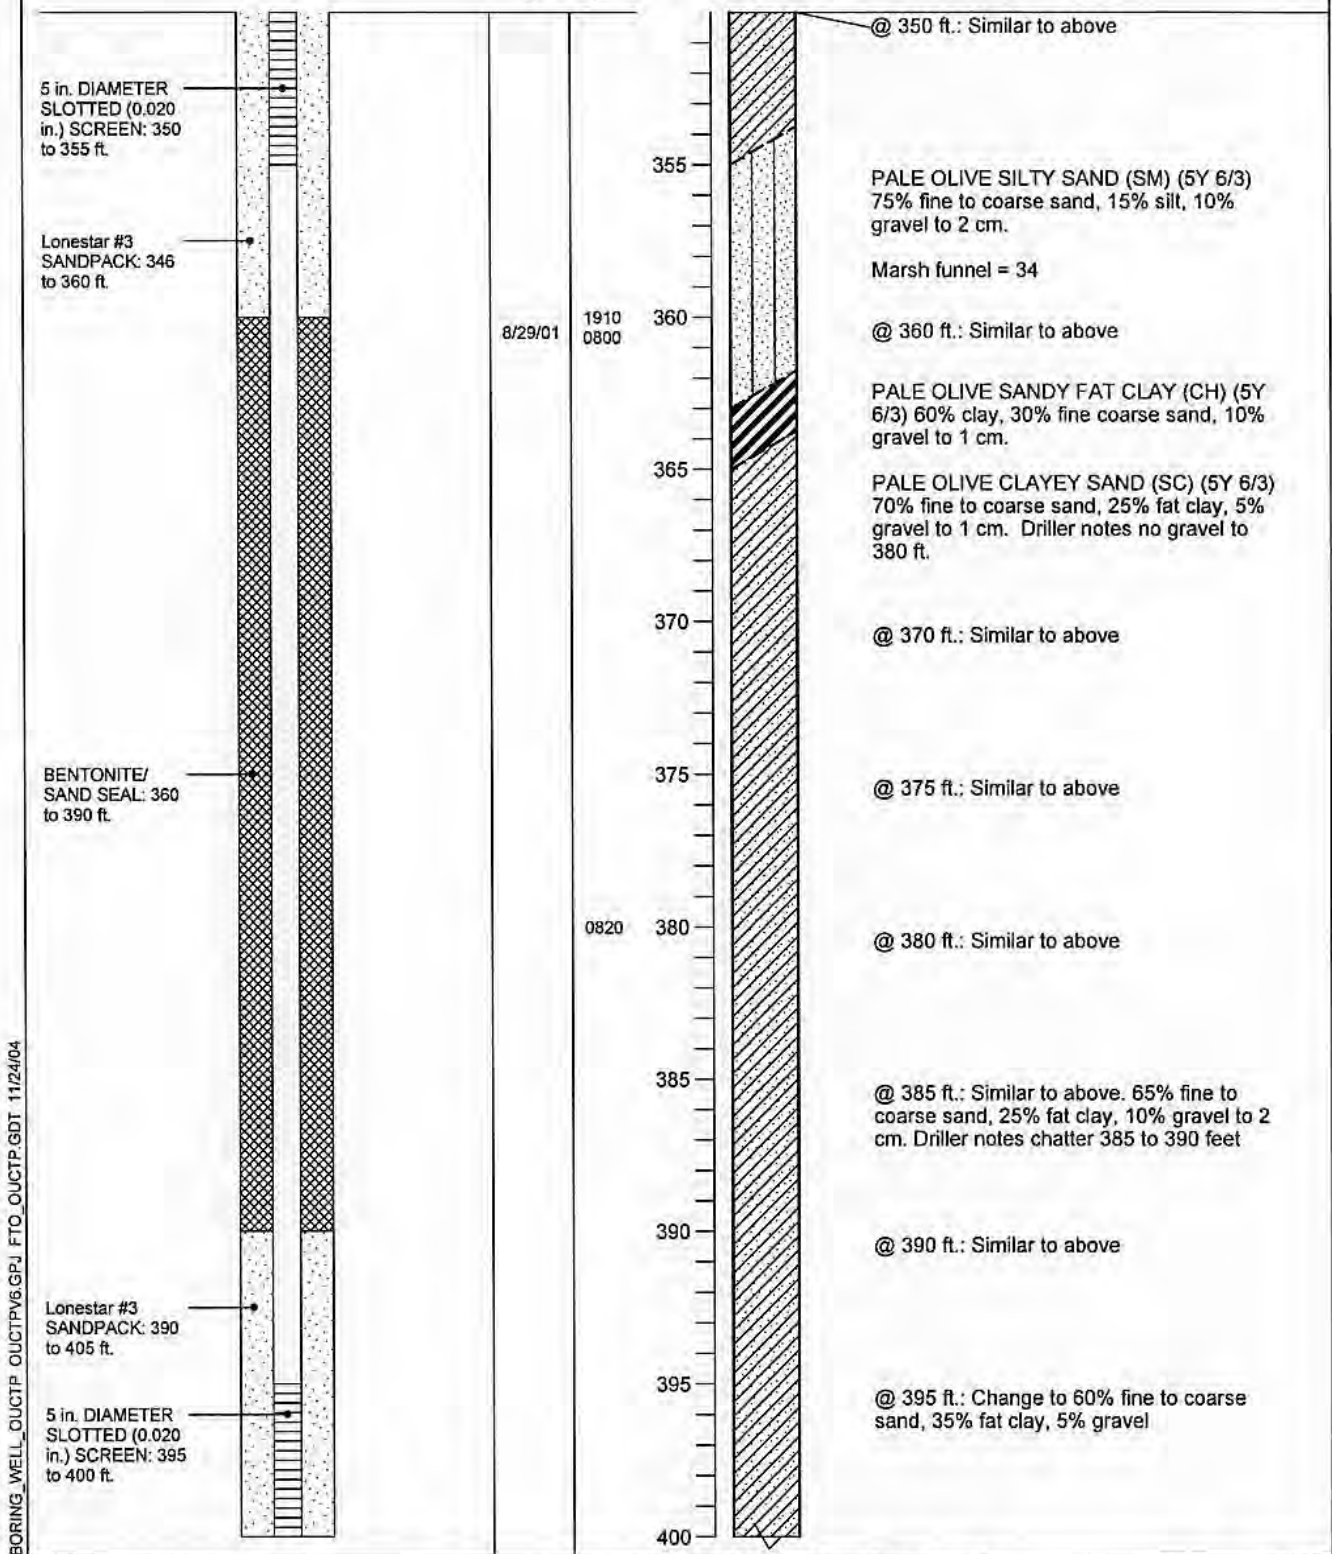 5 in. DIAMETER
SLOTTED (0.020
in.) SCREEN: 350
to 355 ft.
Lonestar #3
SANDPACK: 346
to 360 ft.
BENTONITE/
SAND SEAL: 360
to 390 ft.
Lonestar #3
SANDPACK: 390
to 405 ft.
5 in. DIAMETER
SLOTTED (0.020
in.) SCREEN: 395
to 400 ft.
8/29/01
1910
0800
0820
355
360
365
370
375
380
385
390
395
400
@ 350 ft.: Similar to above
PALE OLIVE SILTY SAND (SM) (5Y 6/3)
75% fine to coarse sand, 15% silt, 10%
gravel to 2 cm.
Marsh funnel = 34
@ 360 ft.: Similar to above
PALE OLIVE SANDY FAT CLAY (CH) (5Y
6/3) 60% clay, 30% fine coarse sand, 10%
gravel to 1 cm.
PALE OLIVE CLAYEY SAND (SC) (5Y 6/3)
70% fine to coarse sand, 25% fat clay, 5%
gravel to 1 cm. Driller notes no gravel to
380 ft.
@ 370 ft.: Similar to above
@ 375 ft.: Similar to above
@ 380 ft.: Similar to above
@ 385 ft.: Similar to above. 65% fine to
coarse sand, 25% fat clay, 10% gravel to 2
cm. Driller notes chatter 385 to 390 feet
@ 390 ft.: Similar to above
@ 395 ft.: Change to 60% fine to coarse
sand, 35% fat clay, 5% gravel
BORING_WELL_OUCTP OUCTPV6.GPJ FTO_OUCTP.GDT 11/24/04